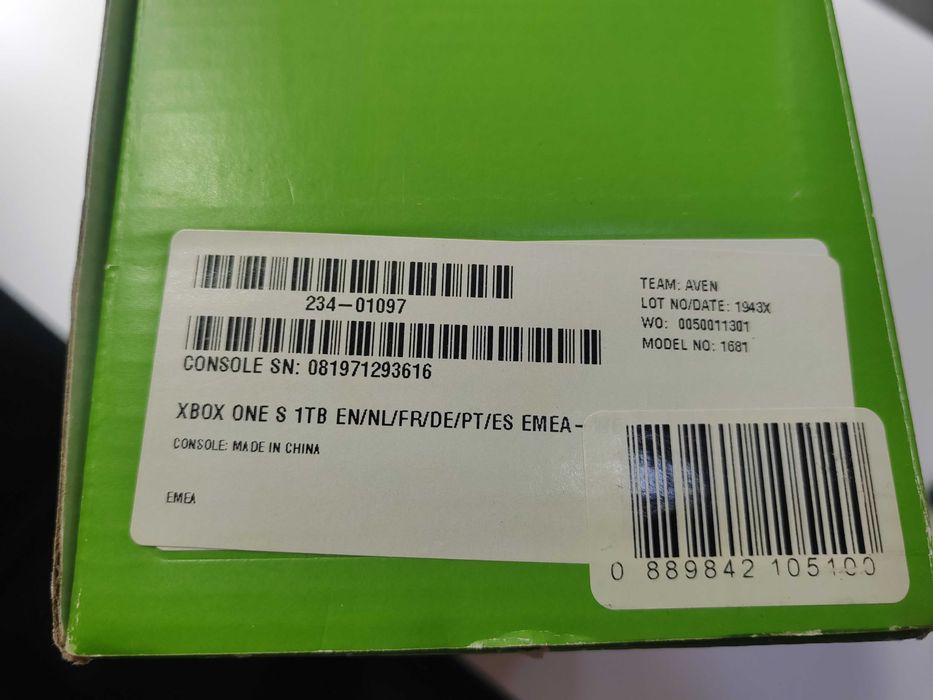 234-01097
CONSOLE SN: 081971293616
XBOX ONE S 1TB EN/NL/FR/DE/PT/ES EMEA-
CONSOLE: MADE IN CHINA
EMEA
TEAM: AVEN
LOT NO/DATE: 1943X
WO: 0050011301
MODEL NO: 1681
0 889842 105100